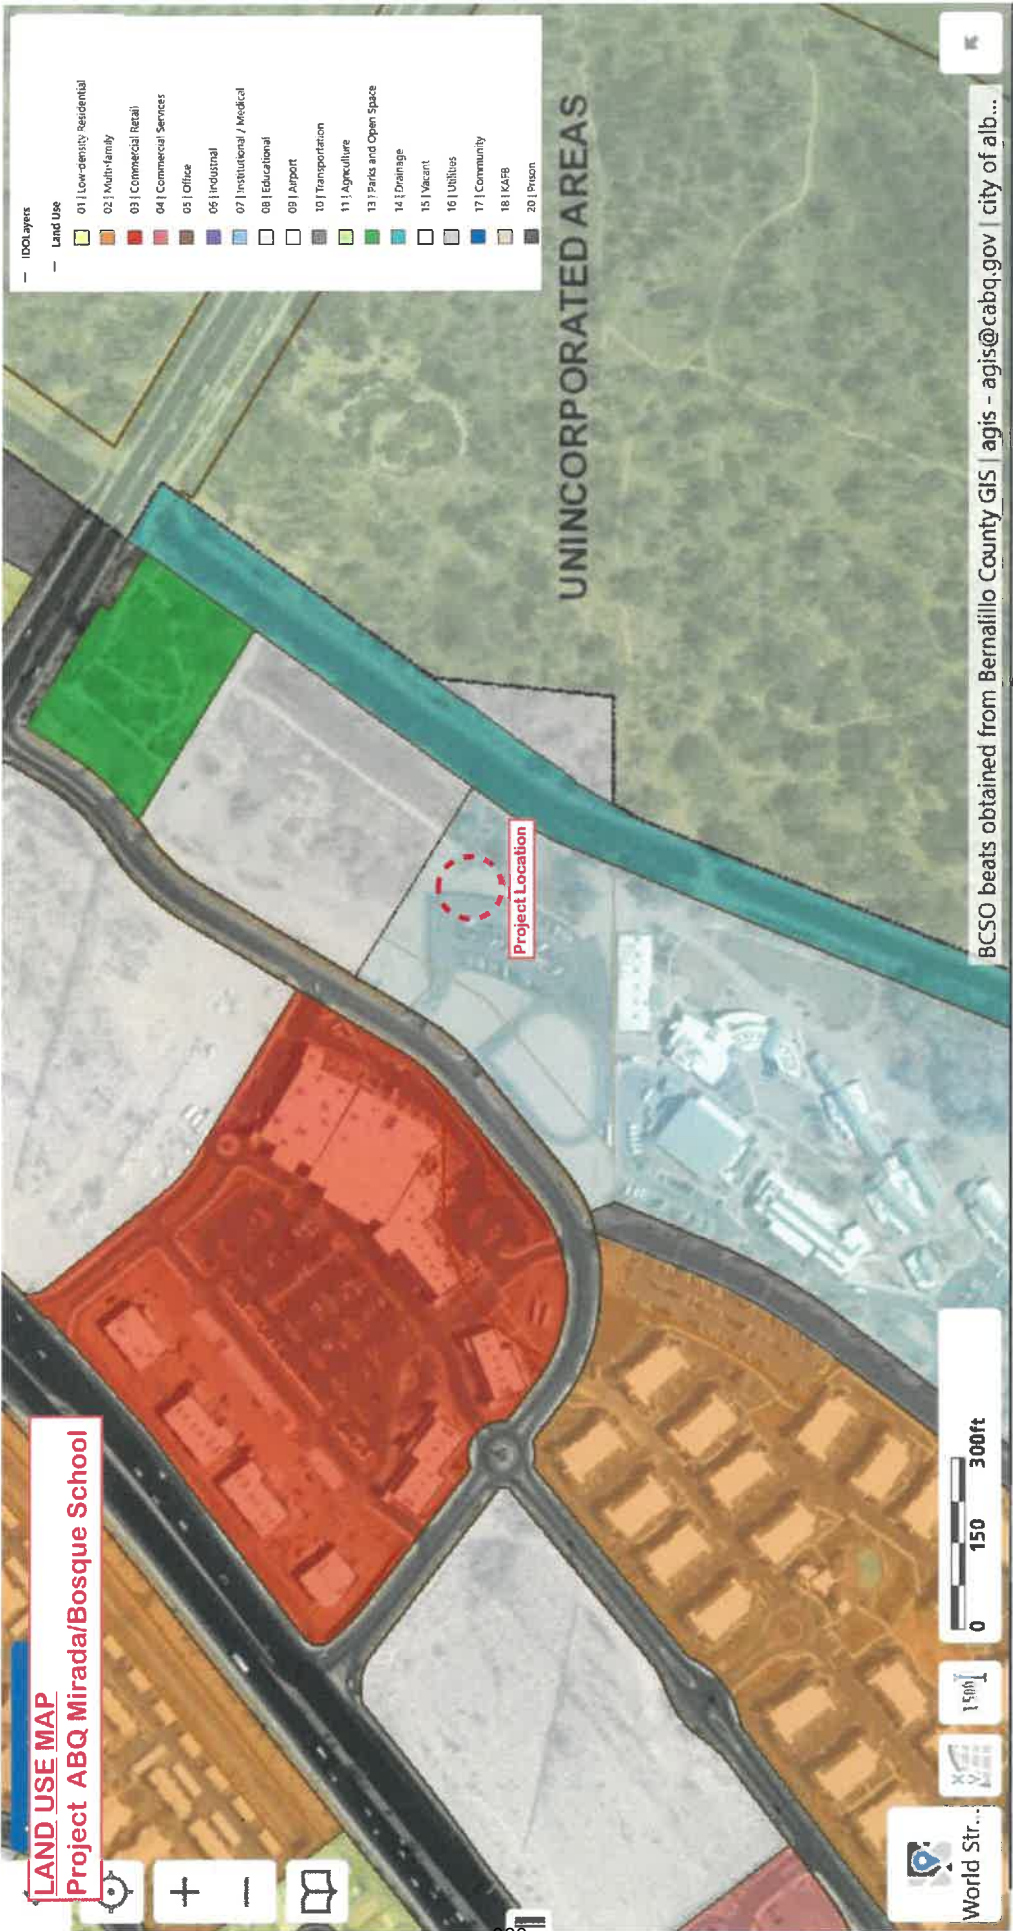 LAND USE MAP
Project ABQ Mirada/Bosque School
IDOLayers
Land Use
01 | Low-density Residential
02 | Multi-family
03 | Commercial Retail
04 | Commercial Services
05 | Office
06 | Industrial
07 | Institutional / Medical
08 | Educational
09 | Airport
10 | Transportation
11 | Agriculture
13 | Parks and Open Space
14 | Drainage
15 | Vacant
16 | Utilities
17 | Community
18 | KAFB
20 | Prison
UNINCORPORATED AREAS
Project Location
World Str...
0 150 300ft
BCSO beats obtained from Bernalillo County GIS | agis - agis@cabq.gov | city of alb...